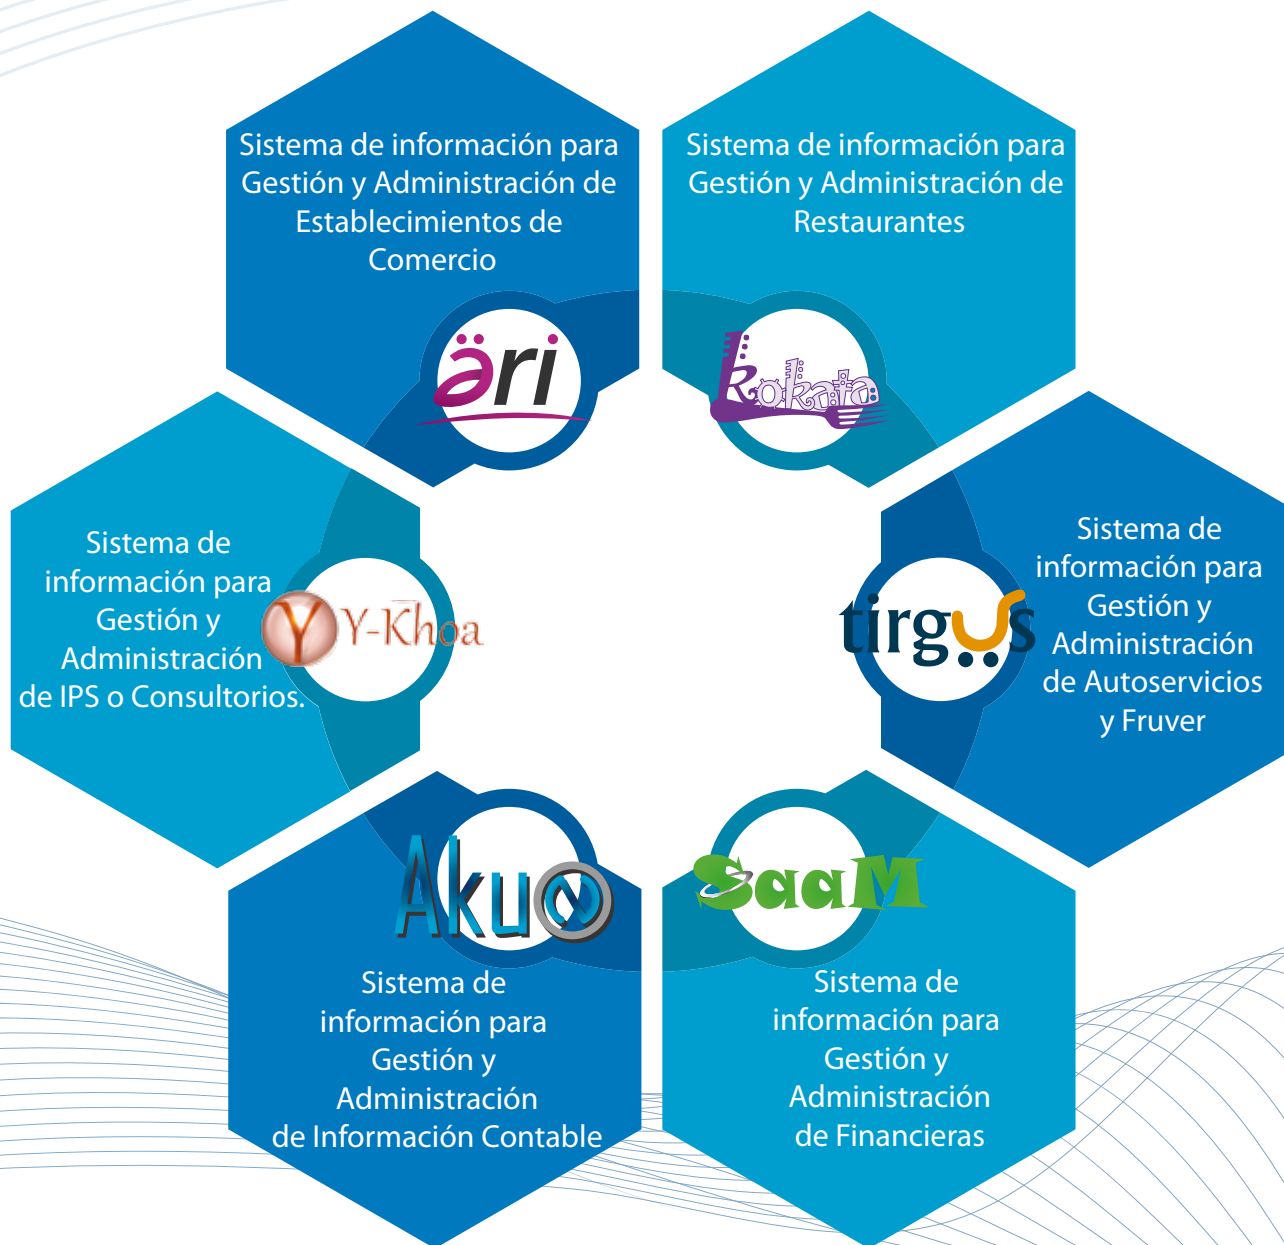 Sistema de información para
Gestión y Administración de
Establecimientos de
Comercio
äri
Sistema de información para
Gestión y Administración de
Restaurantes
kokata
Sistema de
información para
Gestión y
Administración
de IPS o Consultorios.
Y Y-Khoa
Sistema de
información para
Gestión y
Administración
de Autoservicios
y Fruver
tirgus
Akue
Sistema de
información para
Gestión y
Administración
de Información Contable
SaaM
Sistema de
información para
Gestión y
Administración
de Financieras